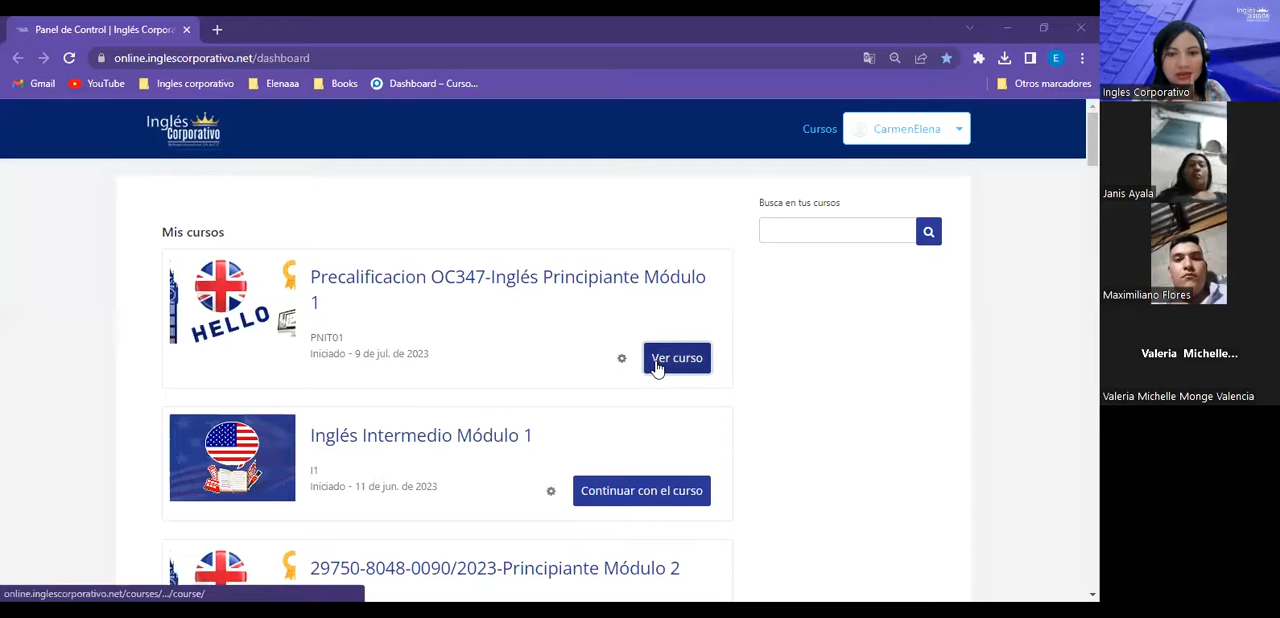 Panel de Control | Inglés Corpora
online.inglescorporativo.net/dashboard
E
Gmail
YouTube
Ingles corporativo
Elenaaa
Books
Dashboard – Curso...
Otros marcadores
Inglés
Corporativo
Cursos
CarmenElena
Busca en tus cursos
Mis cursos
HELLO
Precalificacion OC347-Inglés Principiante Módulo
1
PNIT01
Iniciado - 9 de jul. de 2023
Ver curso
Inglés Intermedio Módulo 1
I1
Iniciado - 11 de jun. de 2023
Continuar con el curso
29750-8048-0090/2023-Principiante Módulo 2
online.inglescorporativo.net/courses/.../course/
Ingles Corporativo
Janis Ayala
Maximiliano Flores
Valeria Michelle...
Valeria Michelle Monge Valencia